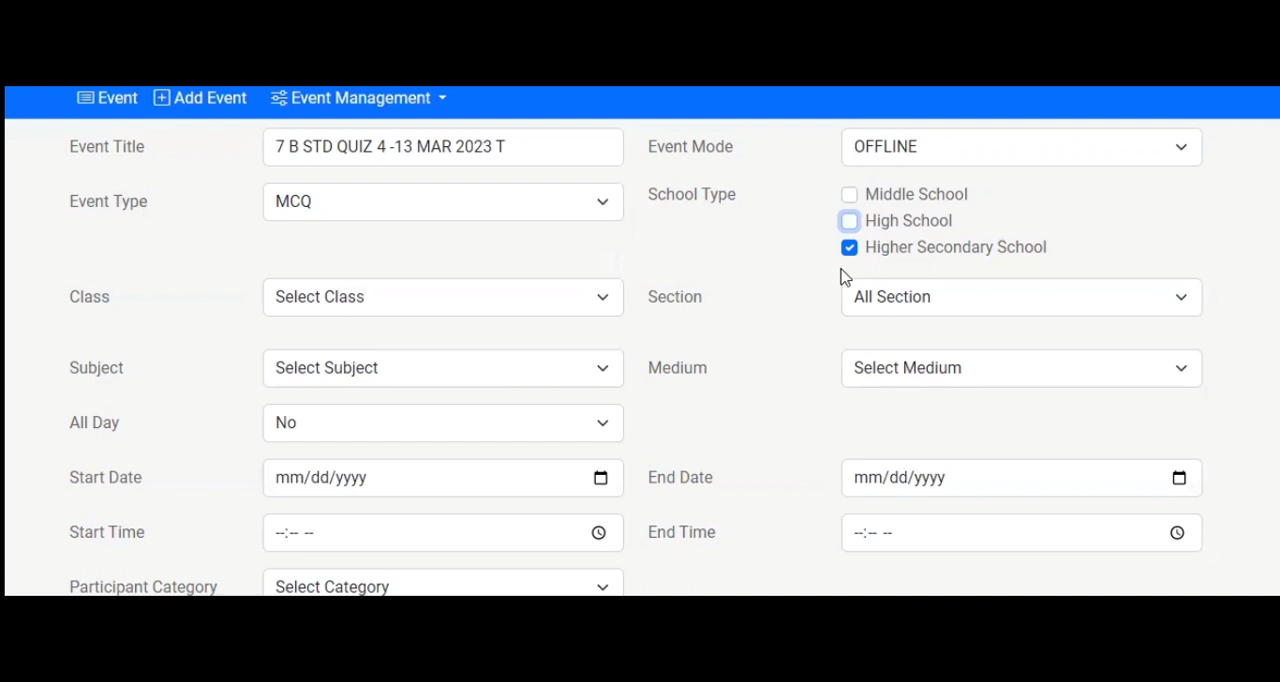 Event Add Event Event Management
Event Title 7 B STD QUIZ 4 -13 MAR 2023 T Event Mode OFFLINE
Event Type MCQ School Type Middle School
High School
Higher Secondary School
Class Select Class Section All Section
Subject Select Subject Medium Select Medium
All Day No
Start Date mm/dd/yyyy End Date mm/dd/yyyy
Start Time --:-- -- End Time --:-- --
Participant Category Select Category